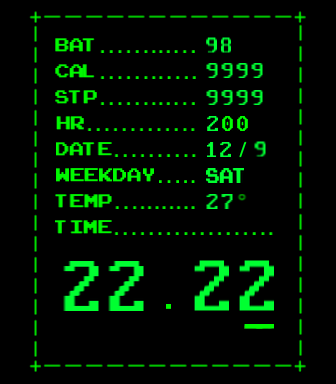 BAT............ 98
CAL............ 9999
STP............ 9999
HR............. 200
DATE.......... 12/9
WEEKDAY..... SAT
TEMP.......... 27°
TIME...................
22.22